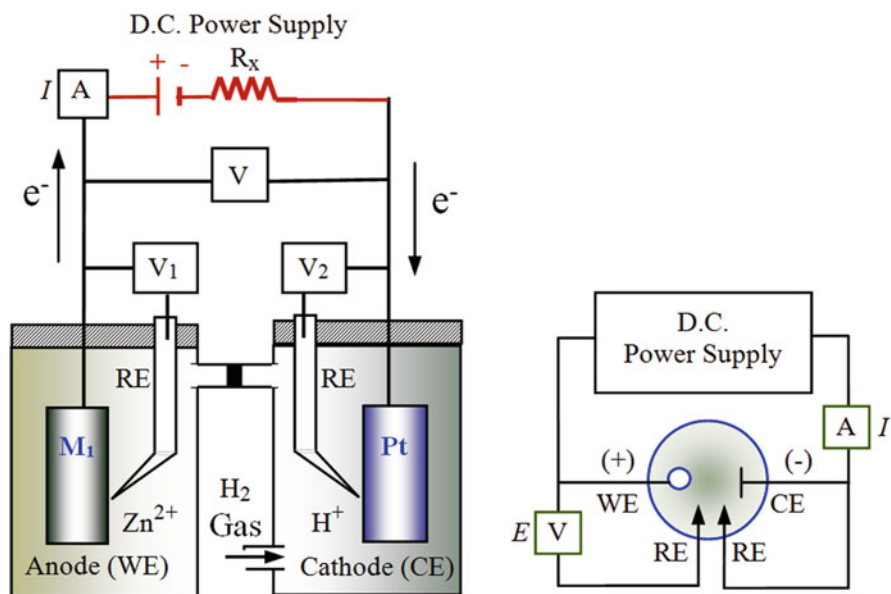 D.C. Power Supply
+ -
Rx
I A
V
e-
e-
V1
V2
RE
RE
M1
Pt
Zn2+
H2
Gas
H+
Anode (WE)
Cathode (CE)
D.C.
Power Supply
A I
(+) (-)
WE CE
E V
RE RE